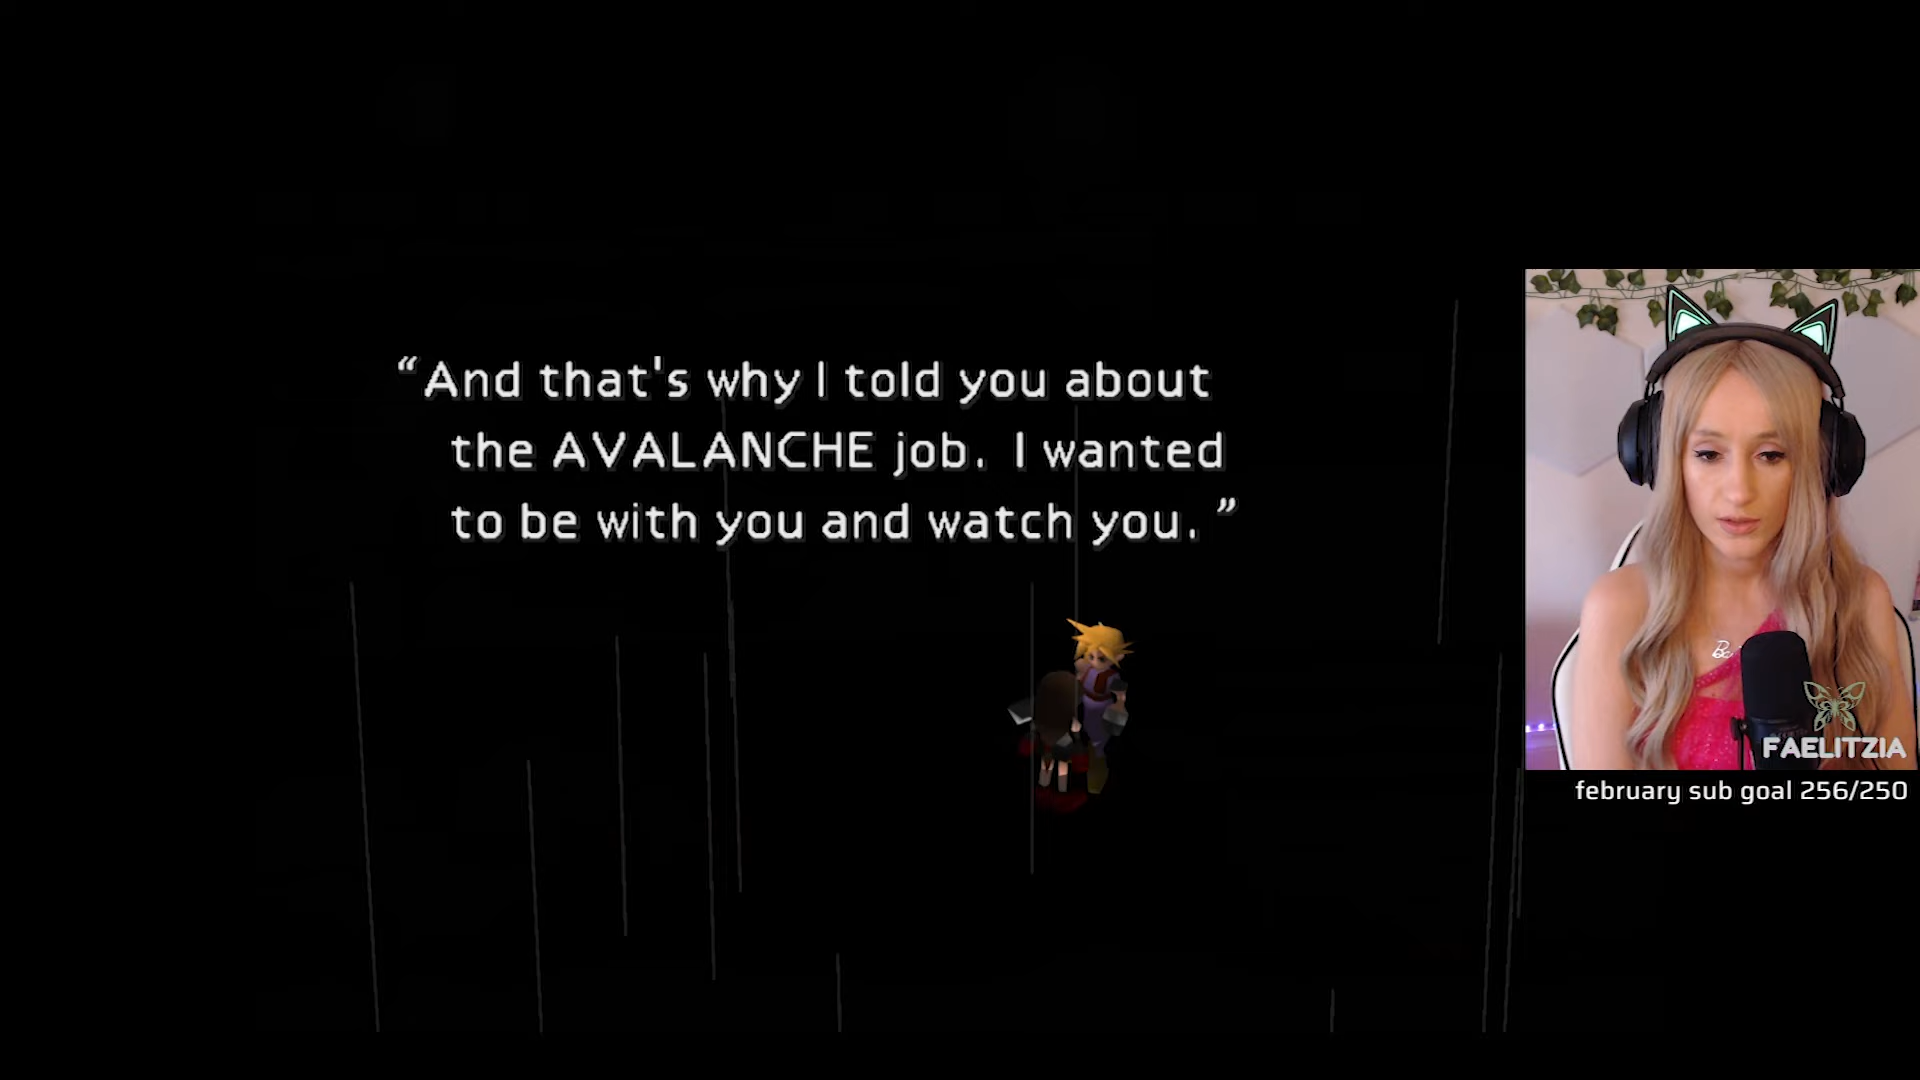 “And that's why I told you about
the AVALANCHE job. I wanted
to be with you and watch you.”
FAELITZIA
february sub goal 256/250